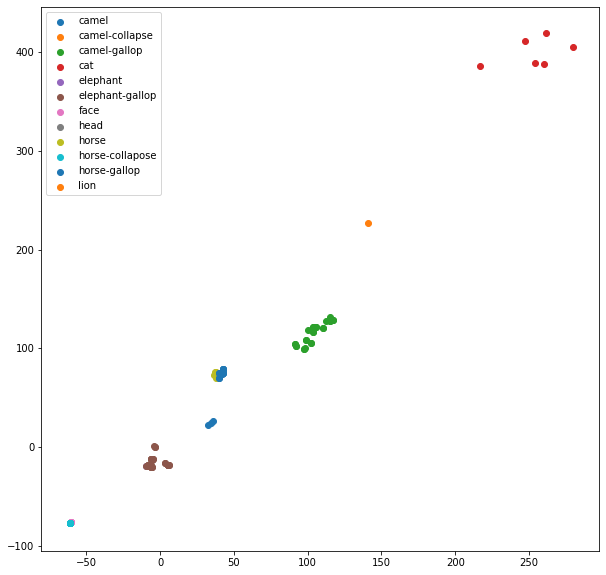 camel
camel-collapse
camel-gallop
cat
elephant
elephant-gallop
face
head
horse
horse-collapose
horse-gallop
lion
400
300
200
100
0
−100
−50
0
50
100
150
200
250